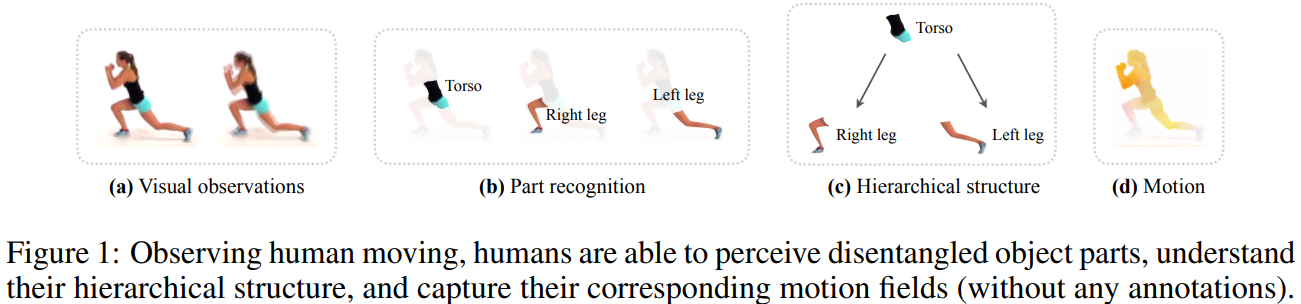 Torso
Torso
Right leg
Left leg
Right leg
Left leg
(a) Visual observations
(b) Part recognition
(c) Hierarchical structure
(d) Motion
Figure 1: Observing human moving, humans are able to perceive disentangled object parts, understand
their hierarchical structure, and capture their corresponding motion fields (without any annotations).